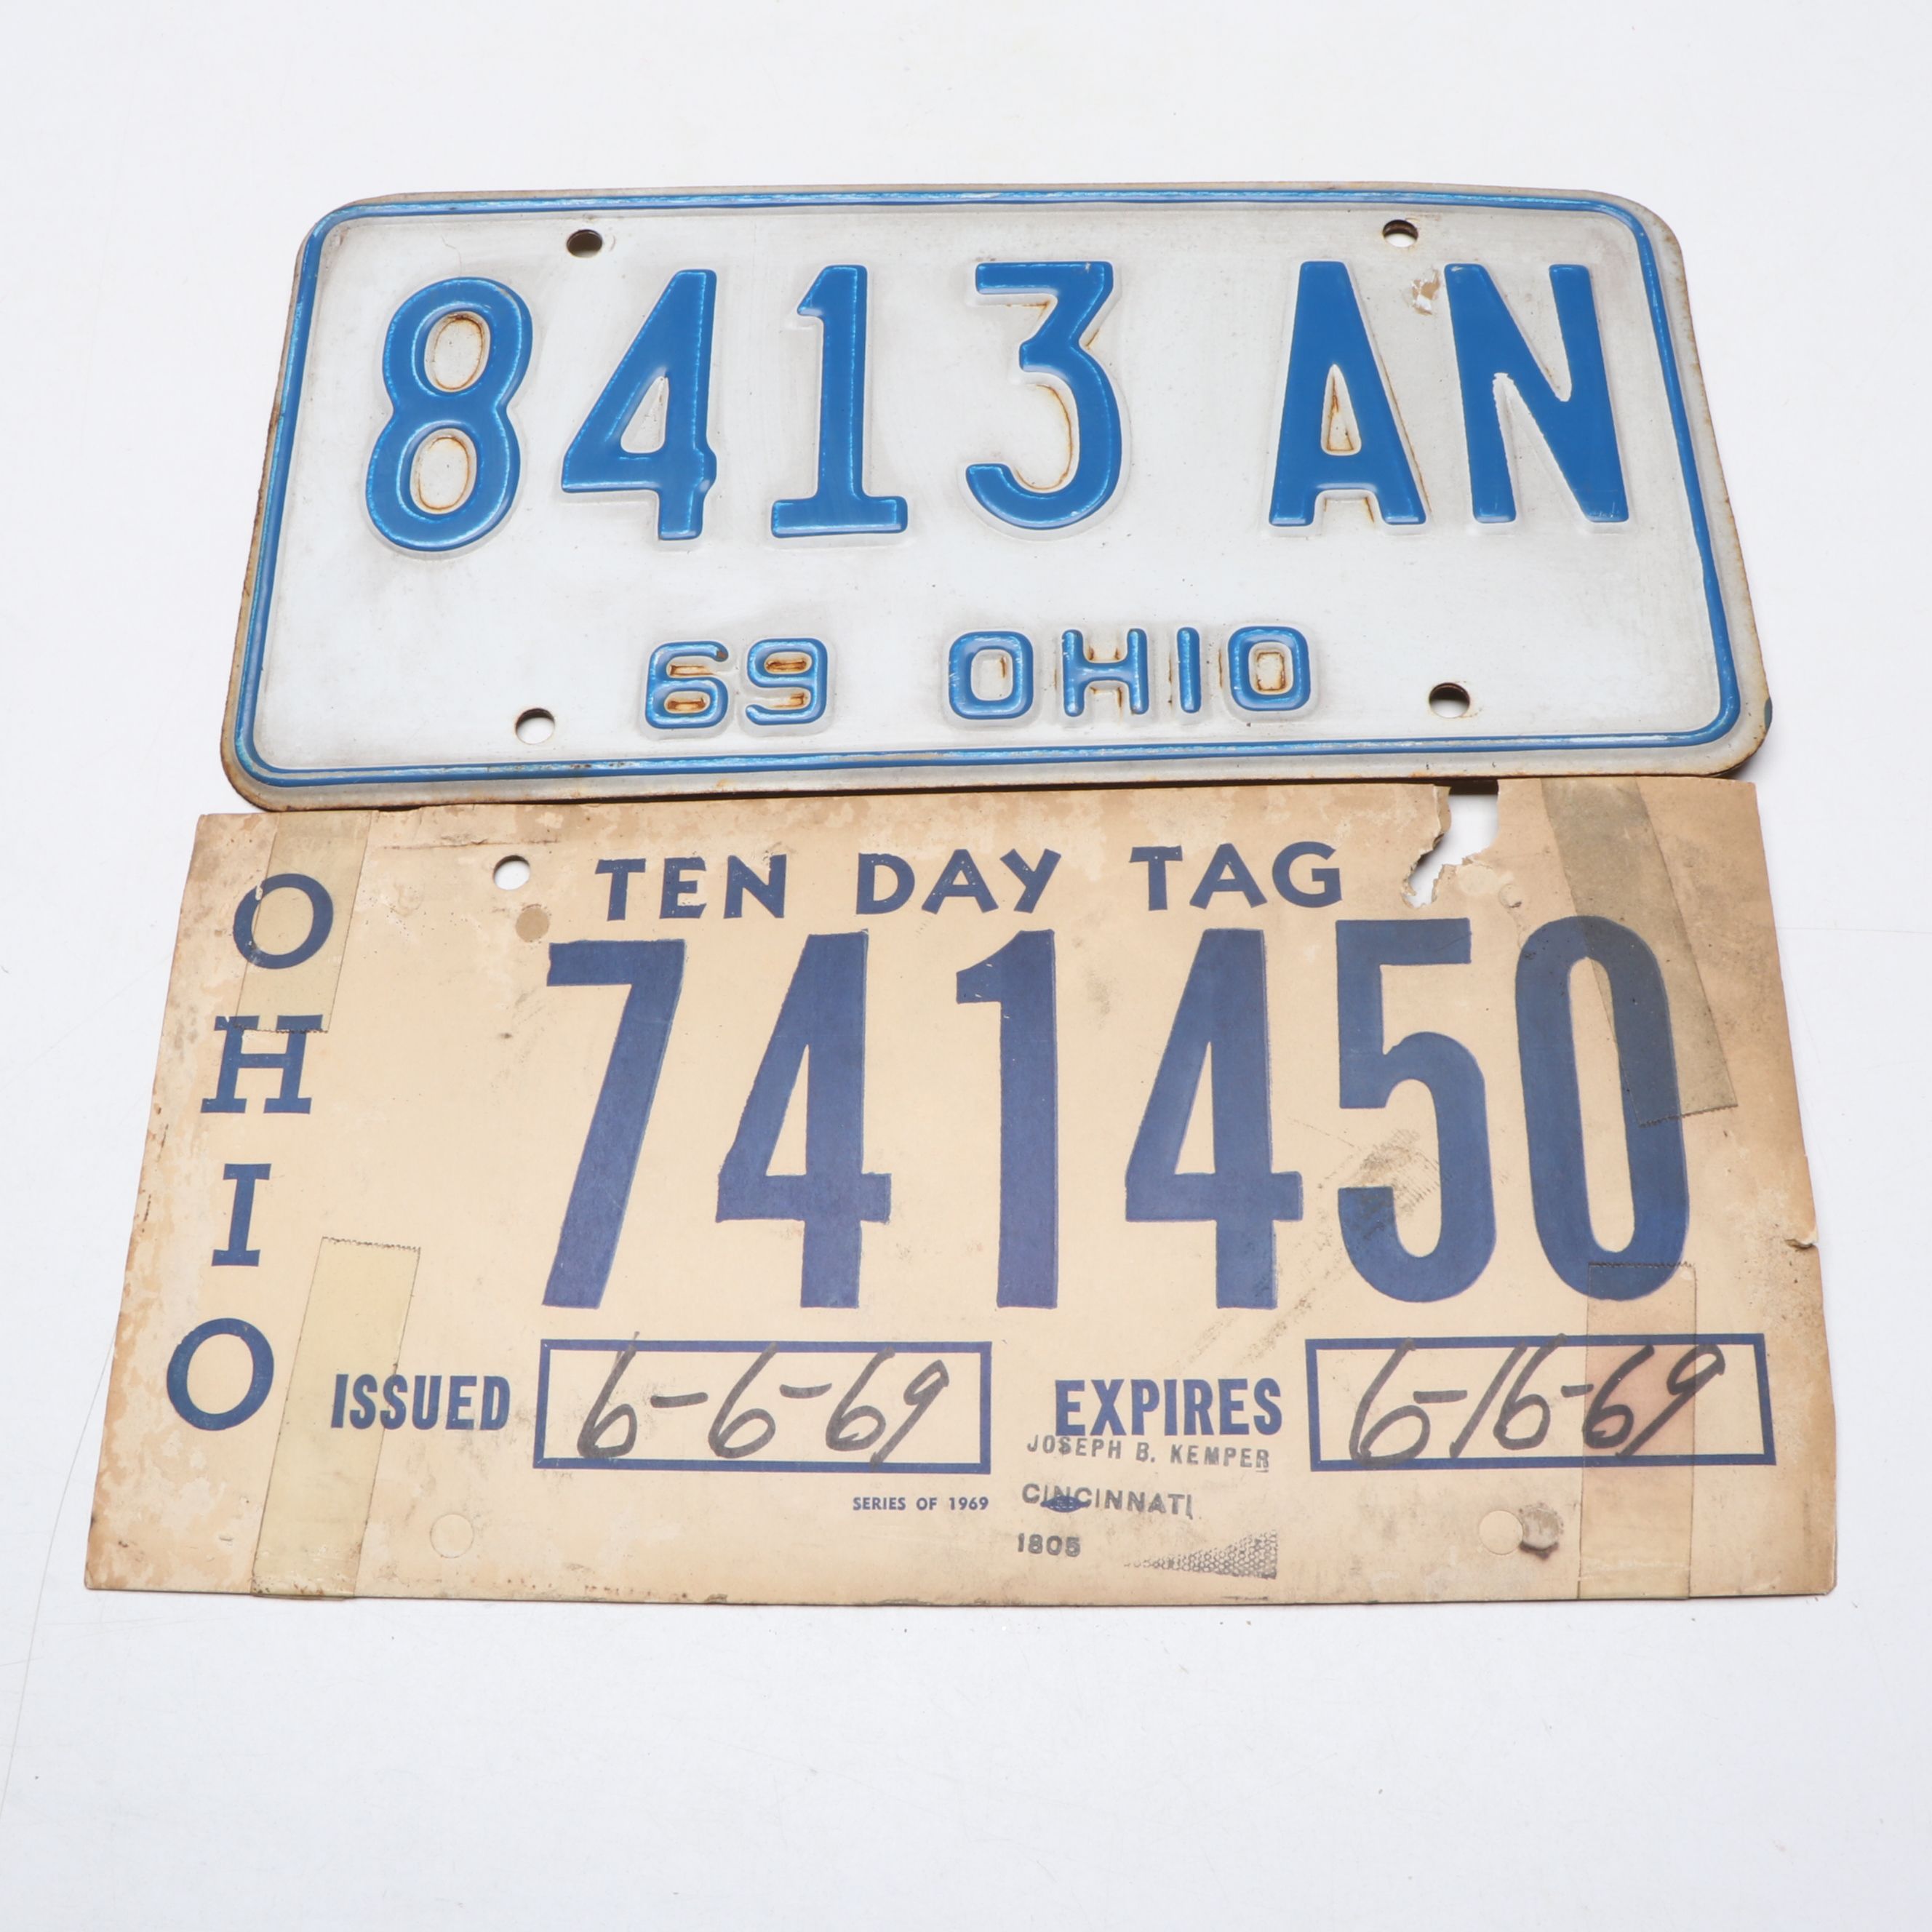 8413 AN
69 OHIO
OHIO
TEN DAY TAG
741450
ISSUED 6-6-69 EXPIRES 6-16-69
JOSEPH B. KEMPER
SERIES OF 1969 CINCINNATI
1805